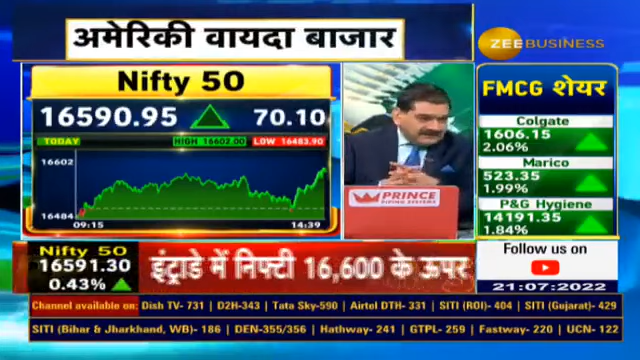 अमेरिकी वायदा बाजार
ZEE BUSINESS
Nifty 50
16590.95 70.10
TODAY HIGH 16602.00 LOW 16483.90
16602
16484
09:15 14:39
PRINCE
PIPING SYSTEMS
FMCG शेयर
Colgate
1606.15
2.06%
Marico
523.35
1.99%
P&G Hygiene
14191.35
1.84%
Nifty 50
16591.30
0.43%
इंट्राडे में निफ्टी 16,600 के ऊपर
Follow us on
21:07:2022
Channel available on: Dish TV- 731 | D2H-343 | Tata Sky-590 | Airtel DTH- 331 | SITI (ROI)- 404 | SITI (Gujarat)- 429
SITI (Bihar & Jharkhand, WB)- 186 | DEN-355/356 | Hathway- 241 | GTPL- 259 | Fastway- 220 | UCN- 122